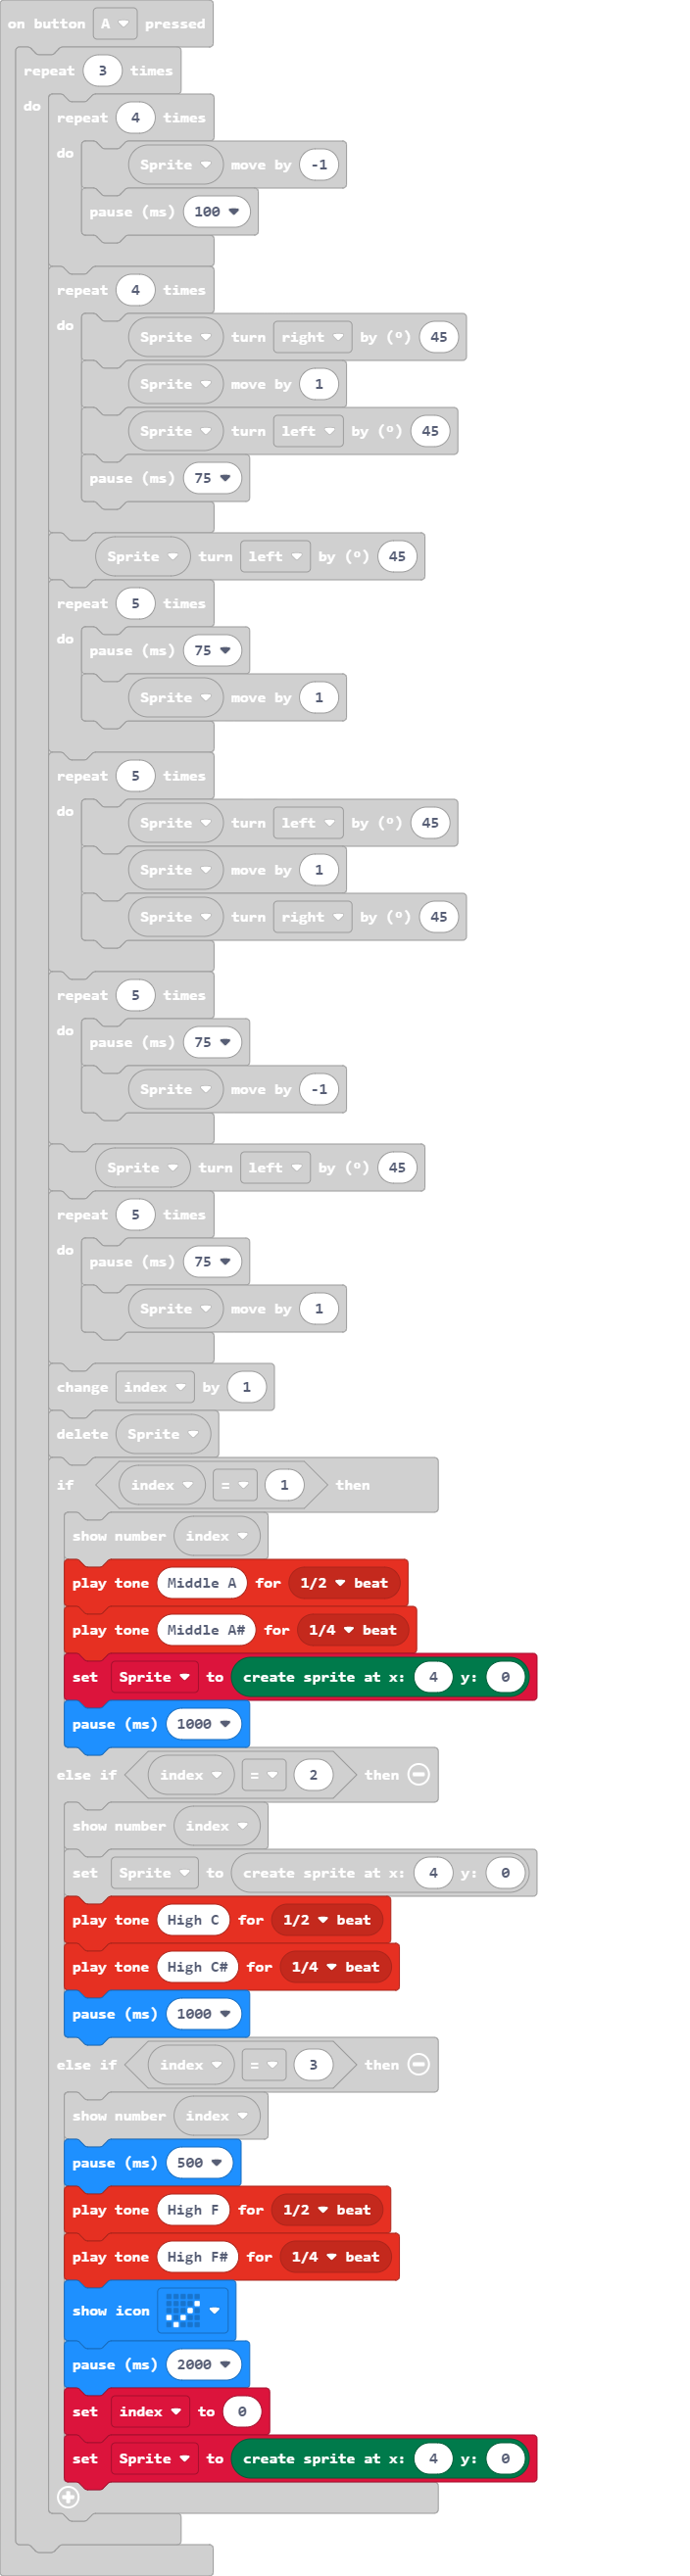 on button A pressed
repeat 3 times
do
repeat 4 times
do
Sprite move by -1
pause (ms) 100
repeat 4 times
do
Sprite turn right by (º) 45
Sprite move by 1
Sprite turn left by (º) 45
pause (ms) 75
Sprite turn left by (º) 45
repeat 5 times
do
pause (ms) 75
Sprite move by 1
repeat 5 times
do
Sprite turn left by (º) 45
Sprite move by 1
Sprite turn right by (º) 45
repeat 5 times
do
pause (ms) 75
Sprite move by -1
Sprite turn left by (º) 45
repeat 5 times
do
pause (ms) 75
Sprite move by 1
change index by 1
delete Sprite
if index = 1 then
show number index
play tone Middle A for 1/2 beat
play tone Middle A# for 1/4 beat
set Sprite to create sprite at x: 4 y: 0
pause (ms) 1000
else if index = 2 then
show number index
set Sprite to create sprite at x: 4 y: 0
play tone High C for 1/2 beat
play tone High C# for 1/4 beat
pause (ms) 1000
else if index = 3 then
show number index
pause (ms) 500
play tone High F for 1/2 beat
play tone High F# for 1/4 beat
show icon
pause (ms) 2000
set index to 0
set Sprite to create sprite at x: 4 y: 0